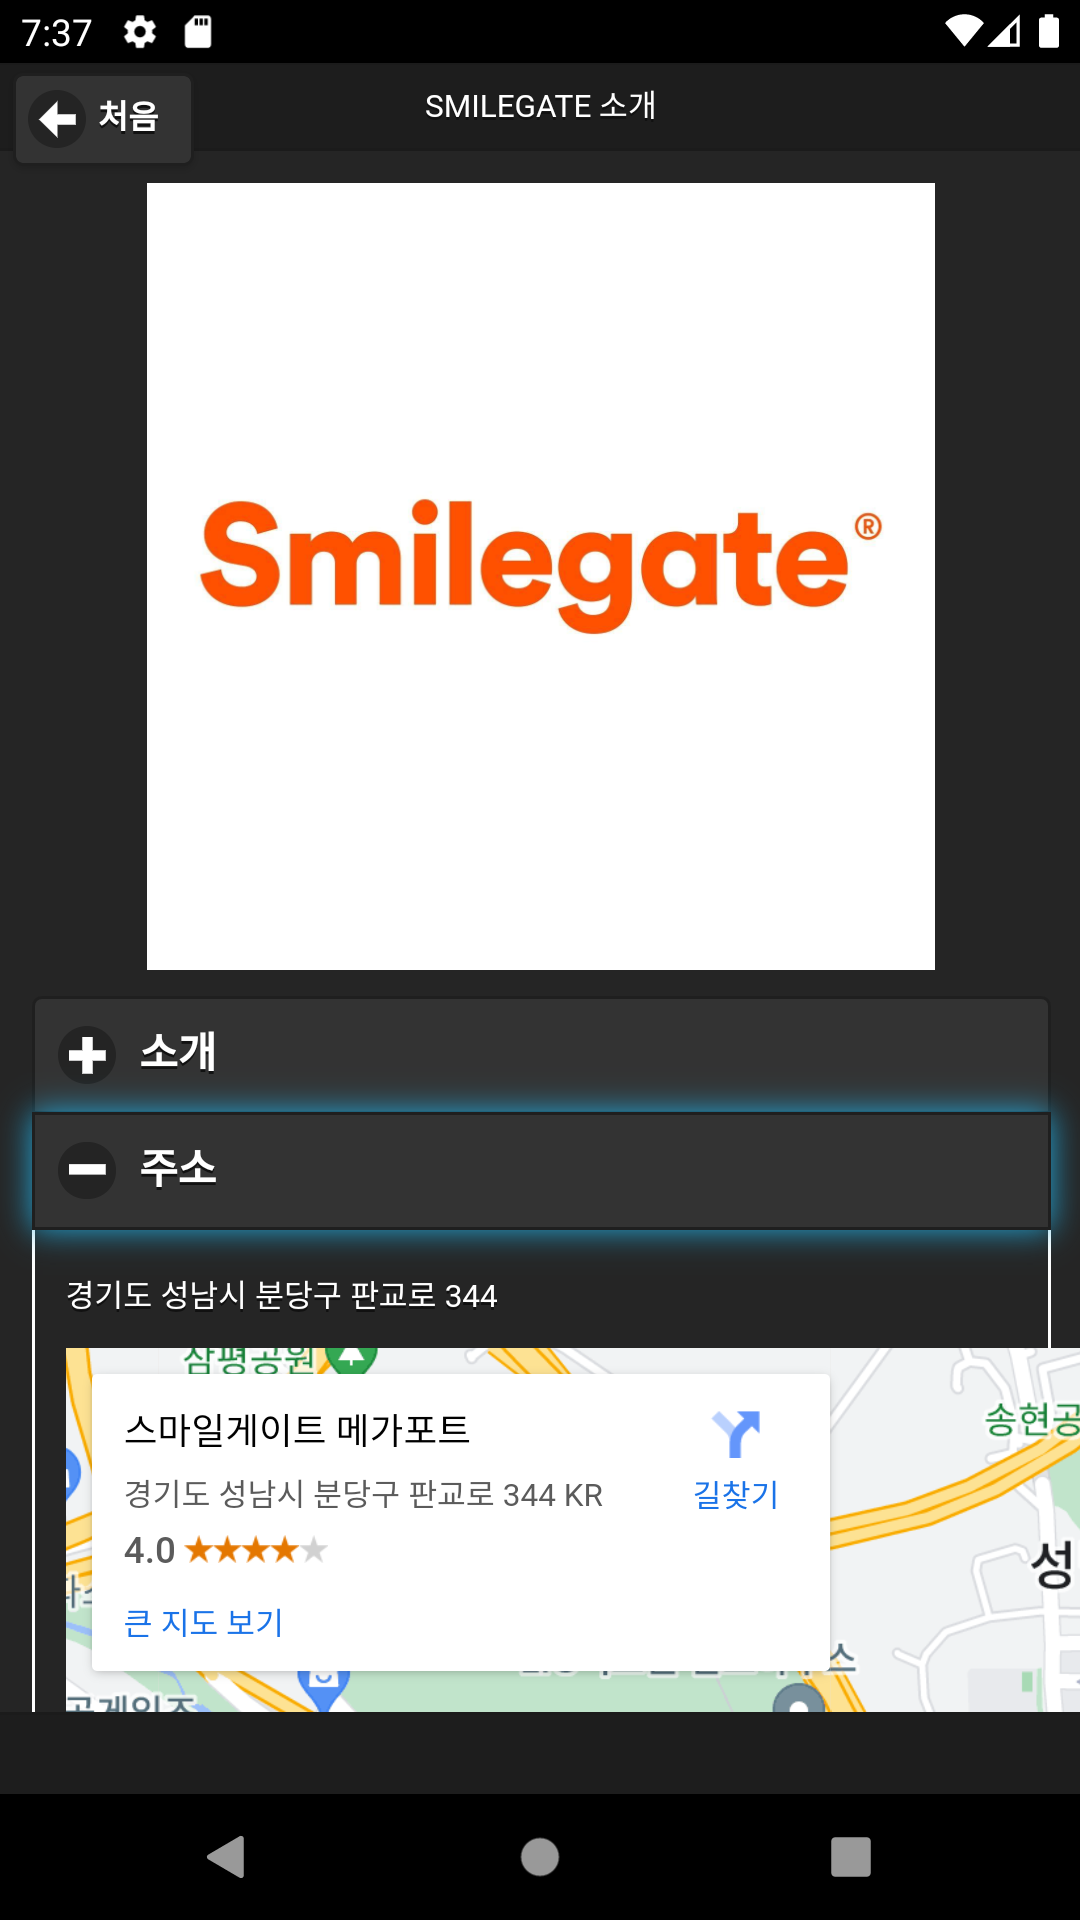 7:37
처음
SMILEGATE 소개
Smilegate®
소개
주소
경기도 성남시 분당구 판교로 344
삼평공원
스마일게이트 메가포트
경기도 성남시 분당구 판교로 344 KR
길찾기
4.0
큰 지도 보기
송현공
성
스